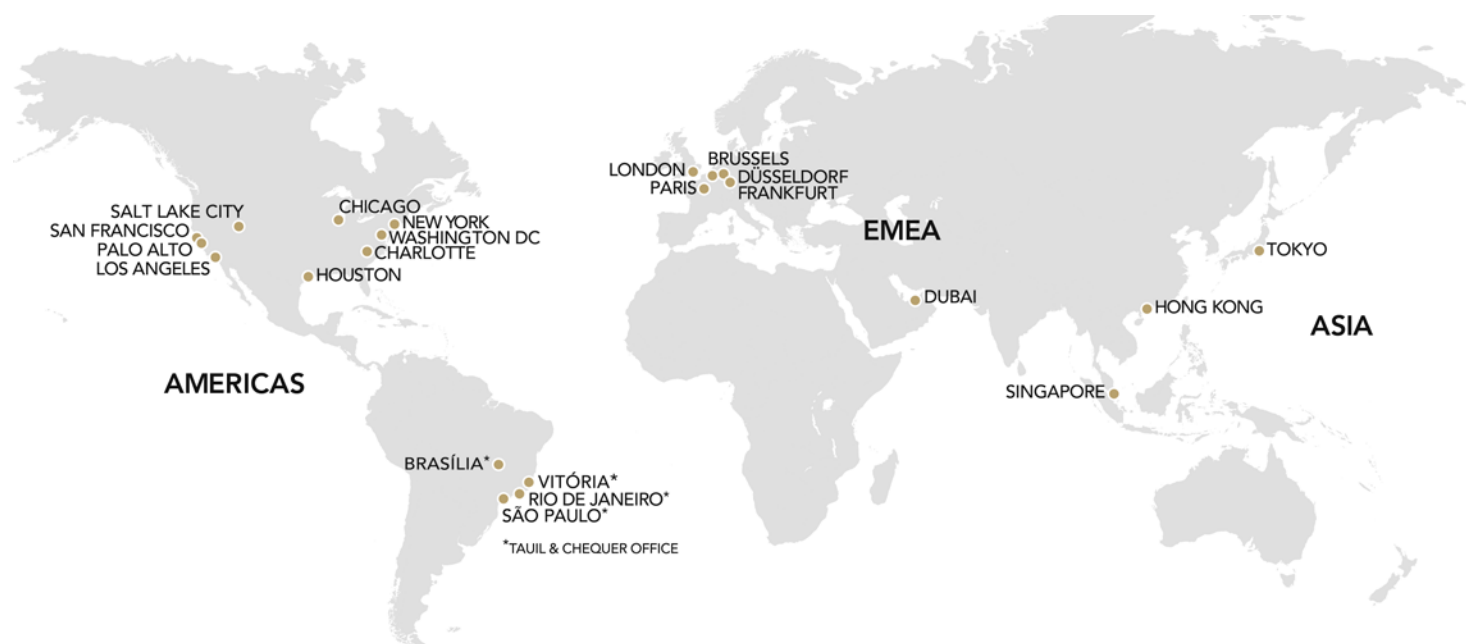 SALT LAKE CITY
SAN FRANCISCO
PALO ALTO
LOS ANGELES
CHICAGO
NEW YORK
WASHINGTON DC
CHARLOTTE
HOUSTON
AMERICAS
BRASÍLIA*
VITÓRIA*
RIO DE JANEIRO*
SÃO PAULO*
*TAUIL & CHEQUER OFFICE
LONDON
PARIS
BRUSSELS
DÜSSELDORF
FRANKFURT
EMEA
DUBAI
TOKYO
HONG KONG
ASIA
SINGAPORE